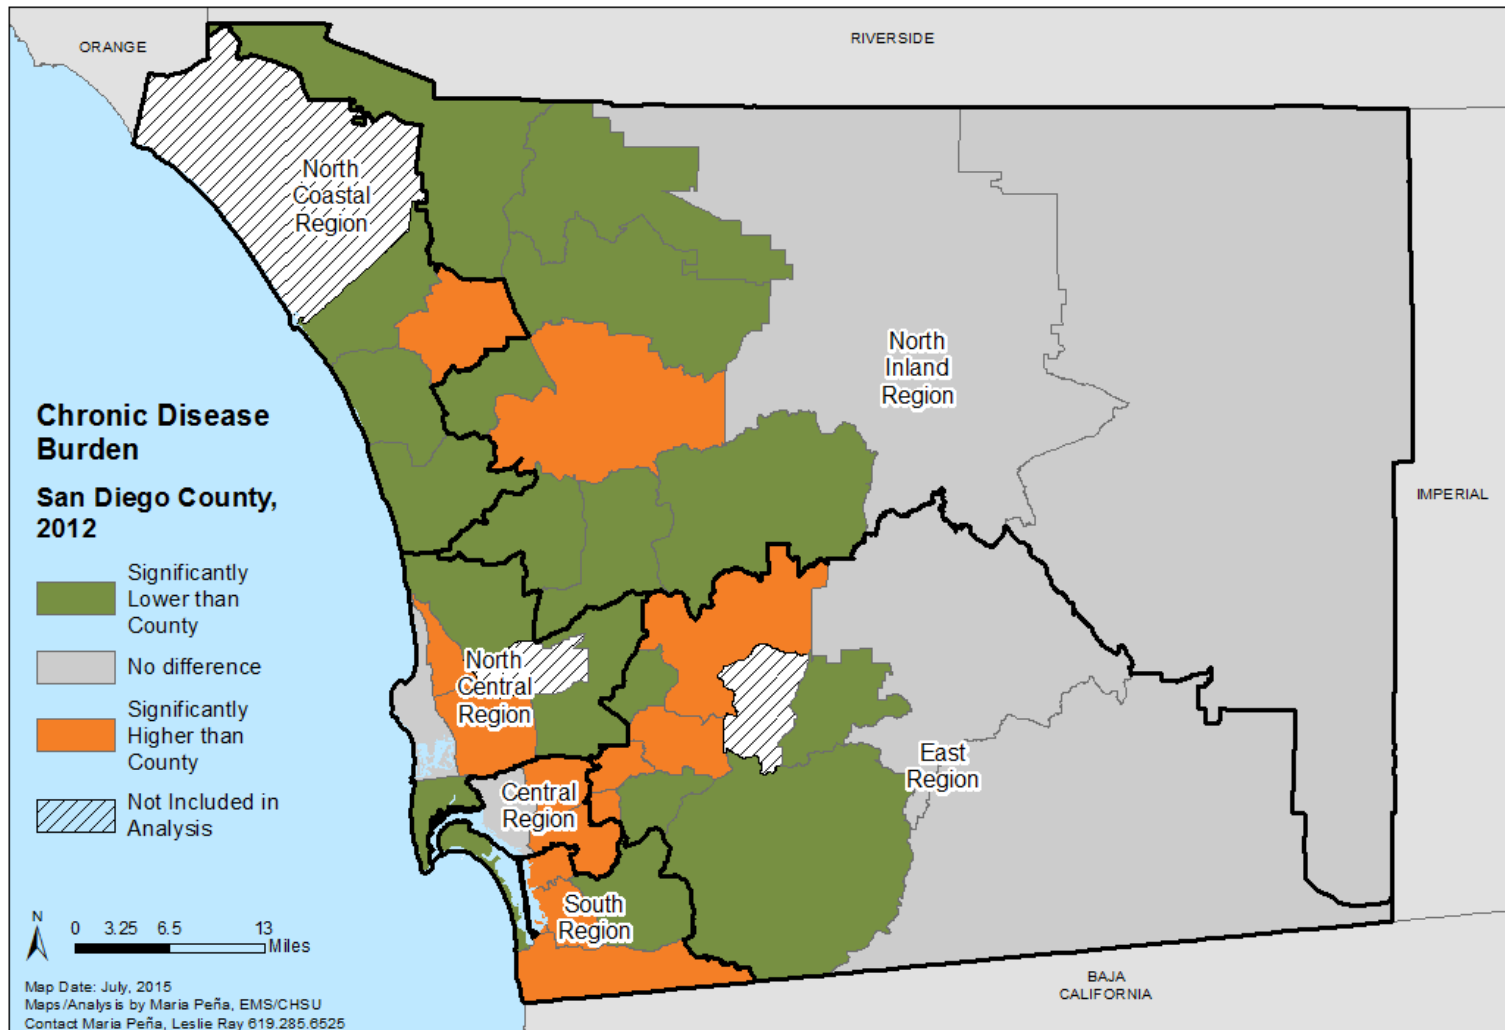 ORANGE
RIVERSIDE
North
Coastal
Region
North
Inland
Region
Chronic Disease
Burden
San Diego County,
2012
IMPERIAL
Significantly
Lower than
County
No difference
Significantly
Higher than
County
Not Included in
Analysis
North
Central
Region
East
Region
Central
Region
South
Region
N
0 3.25 6.5 13
Miles
BAJA
CALIFORNIA
Map Date: July, 2015
Maps/Analysis by Maria Peña, EMS/CHSU
Contact Maria Peña, Leslie Ray 619.285.6525